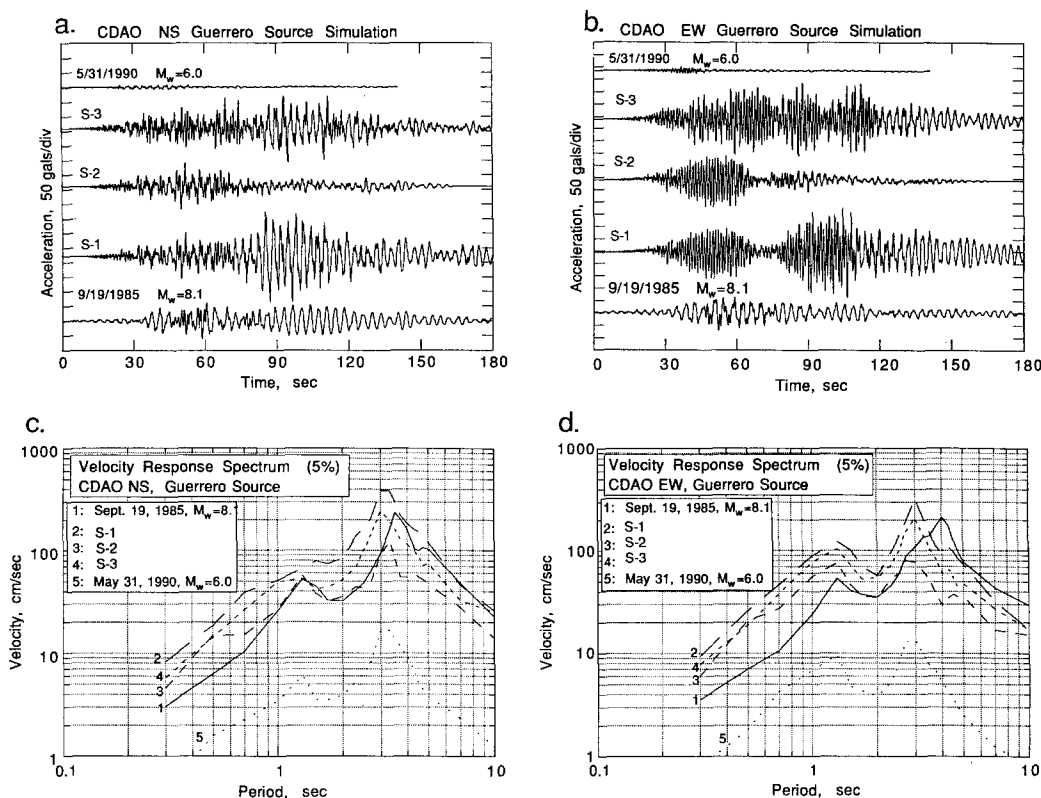 a.
CDAO NS Guerrero Source Simulation
5/31/1990 Mw=6.0
S-3
S-2
S-1
9/19/1985 Mw=8.1
Acceleration, 50 gals/div
0 30 60 90 120 150 180
Time, sec
b.
CDAO EW Guerrero Source Simulation
5/31/1990 Mw=6.0
S-3
S-2
S-1
9/19/1985 Mw=8.1
Acceleration, 50 gals/div
0 30 60 90 120 150 180
Time, sec
c.
Velocity Response Spectrum (5%)
CDAO NS, Guerrero Source
1: Sept. 19, 1985, Mw=8.1
2: S-1
3: S-2
4: S-3
5: May 31, 1990, Mw=6.0
1000
100
10
1
Velocity, cm/sec
2
4
3
1
5
0.1 1 10
Period, sec
d.
Velocity Response Spectrum (5%)
CDAO EW, Guerrero Source
1: Sept. 19, 1985, Mw=8.1
2: S-1
3: S-2
4: S-3
5: May 31, 1990, Mw=6.0
1000
100
10
1
Velocity, cm/sec
2
4
3
1
5
0.1 1 10
Period, sec